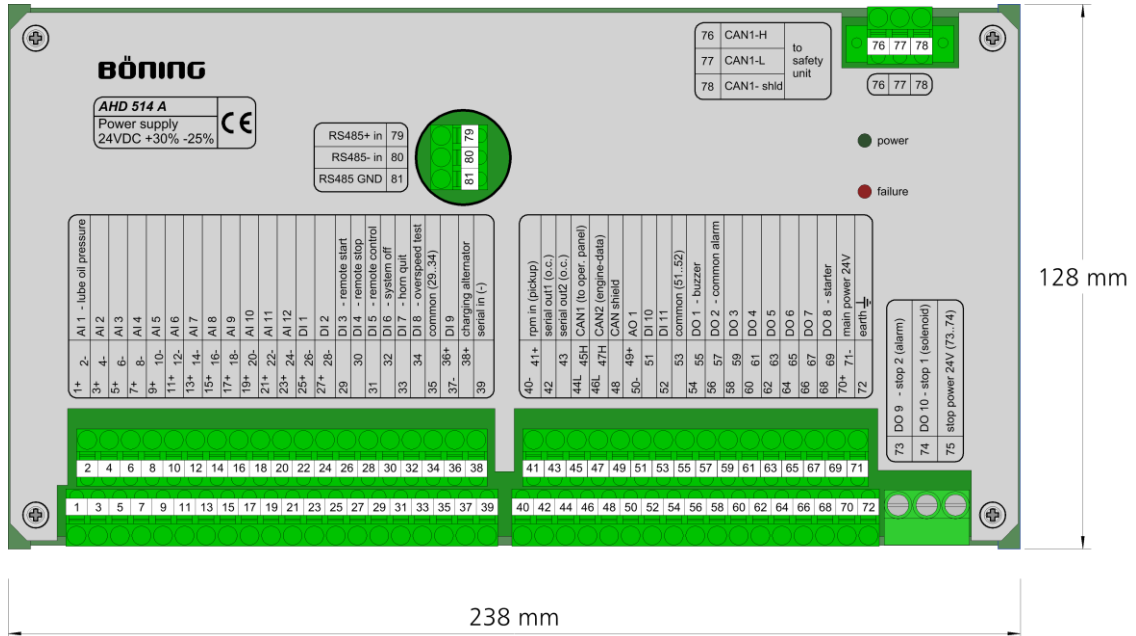 BÖNING
AHD 514 A
Power supply
24VDC +30% -25%
CE
76 CAN1-H
77 CAN1-L
78 CAN1- shld
to
safety
unit
76 77 78
76 77 78
power
failure
RS485+ in 79
RS485- in 80
RS485 GND 81
79
80
81
1+ 2- AI 1 - lube oil pressure
3+ 4- AI 2
5+ 6- AI 3
7+ 8- AI 4
9+ 10- AI 5
11+ 12- AI 6
13+ 14- AI 7
15+ 16- AI 8
17+ 18- AI 9
19+ 20- AI 10
21+ 22- AI 11
23+ 24- AI 12
25+ 26- DI 1
27+ 28- DI 2
29 DI 3 - remote start
30 DI 4 - remote stop
31 DI 5 - remote control
32 DI 6 - system off
33 DI 7 - horn quit
34 DI 8 - overspeed test
35 common (29..34)
37- 36+ DI 9
38+ charging alternator
39 serial in (-)
40- 41+ rpm in (pickup)
42 serial out1 (o.c.)
43 serial out2 (o.c.)
44L 45H CAN1 (to oper. panel)
46L 47H CAN2 (engine-data)
48 CAN shield
50- 49+ AO 1
51 DI 10
52 DI 11
53 common (51..52)
54 55 DO 1 - buzzer
56 57 DO 2 - common alarm
58 59 DO 3
60 61 DO 4
62 63 DO 5
64 65 DO 6
66 67 DO 7
68 69 DO 8 - starter
70+ 71- main power 24V
72 earth
73 DO 9 - stop 2 (alarm)
74 DO 10 - stop 1 (solenoid)
75 stop power 24V (73..74)
2 4 6 8 10 12 14 16 18 20 22 24 26 28 30 32 34 36 38
41 43 45 47 49 51 53 55 57 59 61 63 65 67 69 71
1 3 5 7 9 11 13 15 17 19 21 23 25 27 29 31 33 35 37 39
40 42 44 46 48 50 52 54 56 58 60 62 64 66 68 70 72
128 mm
238 mm